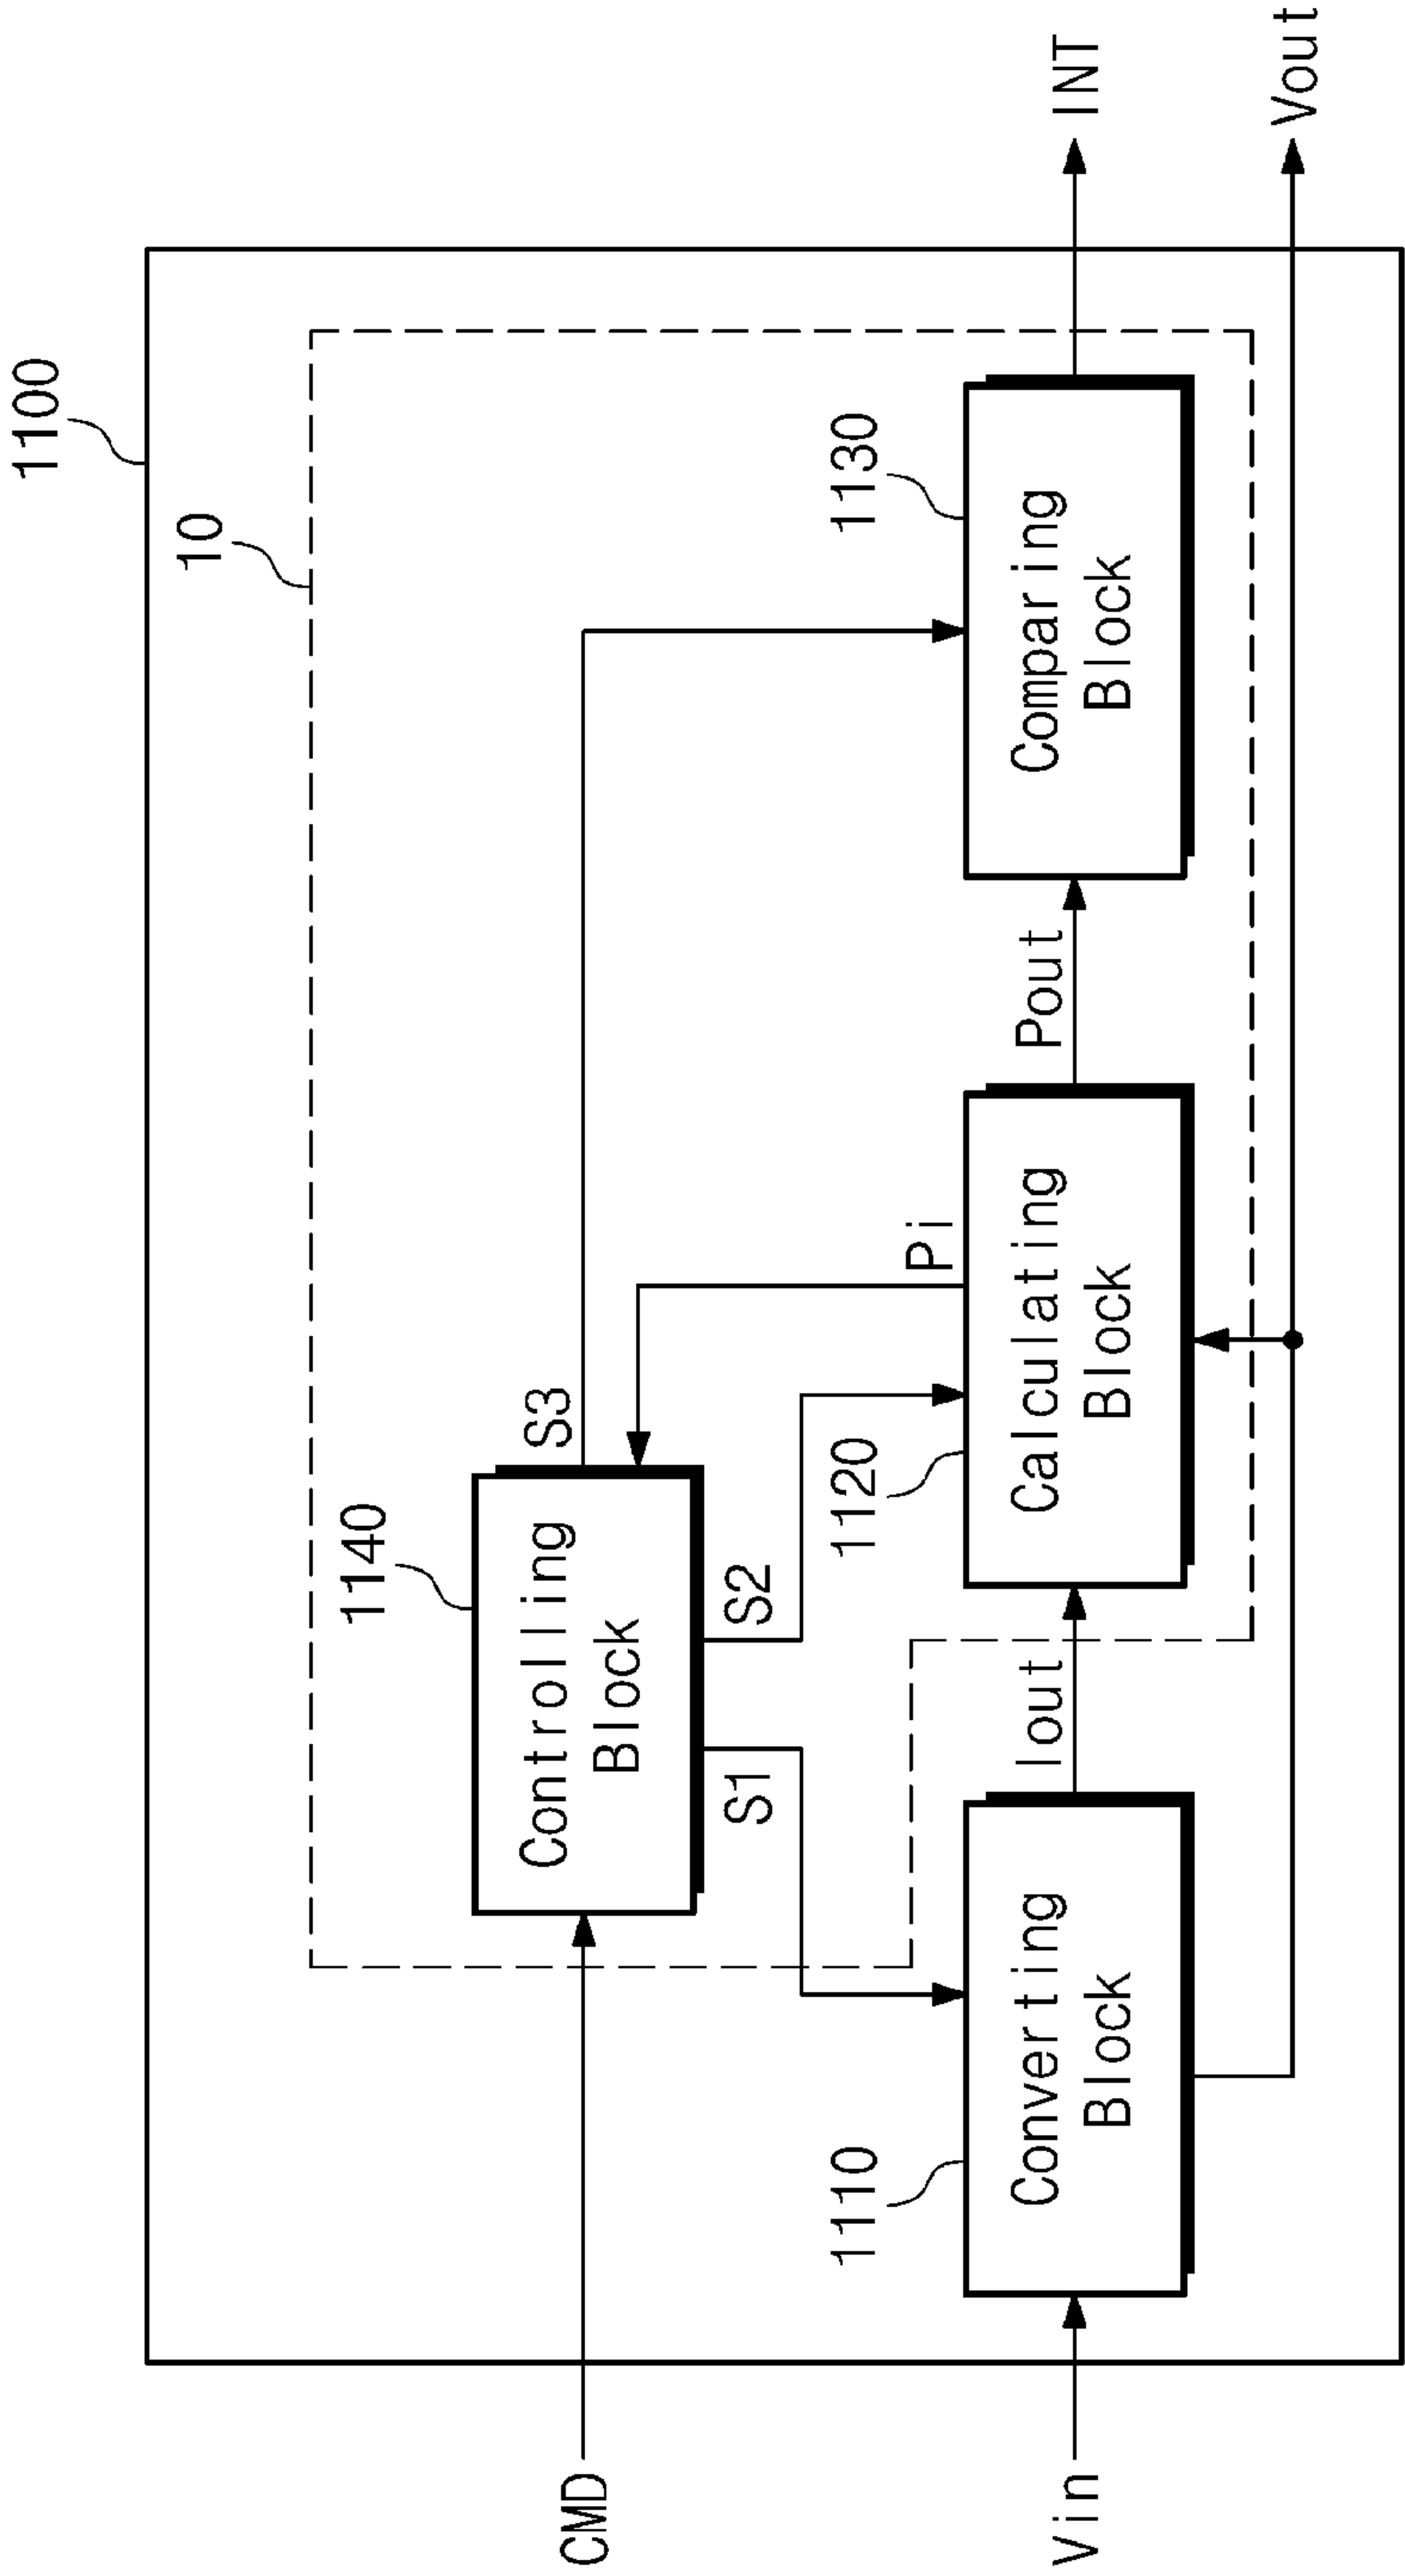 1100
10
1140
Controlling
Block
S3
CMD
S1
S2
Pi
1110
1120
1130
Converting
Block
Iout
Calculating
Block
Pout
Comparing
Block
Vin
INT
Vout